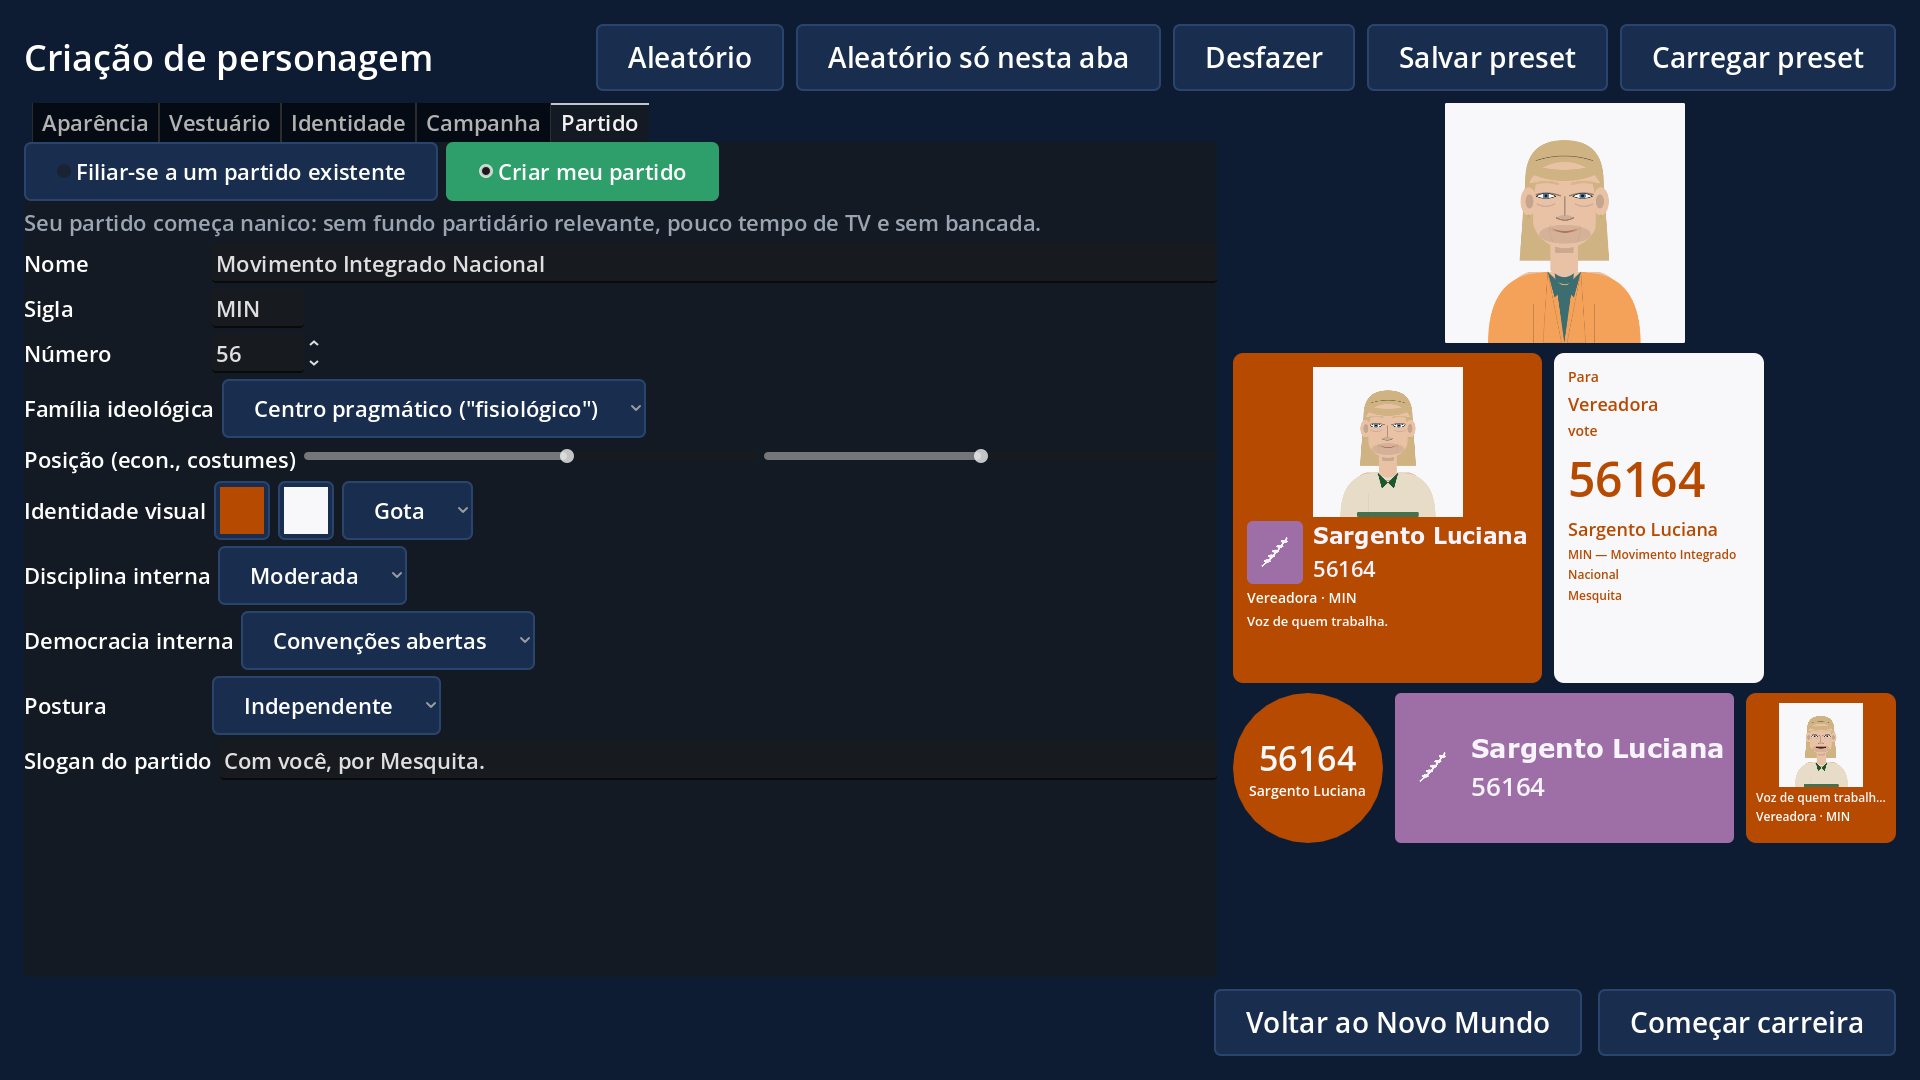 Criação de personagem
Aleatório
Aleatório só nesta aba
Desfazer
Salvar preset
Carregar preset
Aparência
Vestuário
Identidade
Campanha
Partido
Filiar-se a um partido existente
Criar meu partido
Seu partido começa nanico: sem fundo partidário relevante, pouco tempo de TV e sem bancada.
Nome
Movimento Integrado Nacional
Sigla
MIN
Número
56
Família ideológica
Centro pragmático ("fisiológico")
Posição (econ., costumes)
Identidade visual
Gota
Disciplina interna
Moderada
Democracia interna
Convenções abertas
Postura
Independente
Slogan do partido
Com você, por Mesquita.
Sargento Luciana
56164
Vereadora · MIN
Voz de quem trabalha.
Para
Vereadora
vote
56164
Sargento Luciana
MIN — Movimento Integrado
Nacional
Mesquita
56164
Sargento Luciana
Sargento Luciana
56164
Voz de quem trabalh...
Vereadora · MIN
Voltar ao Novo Mundo
Começar carreira